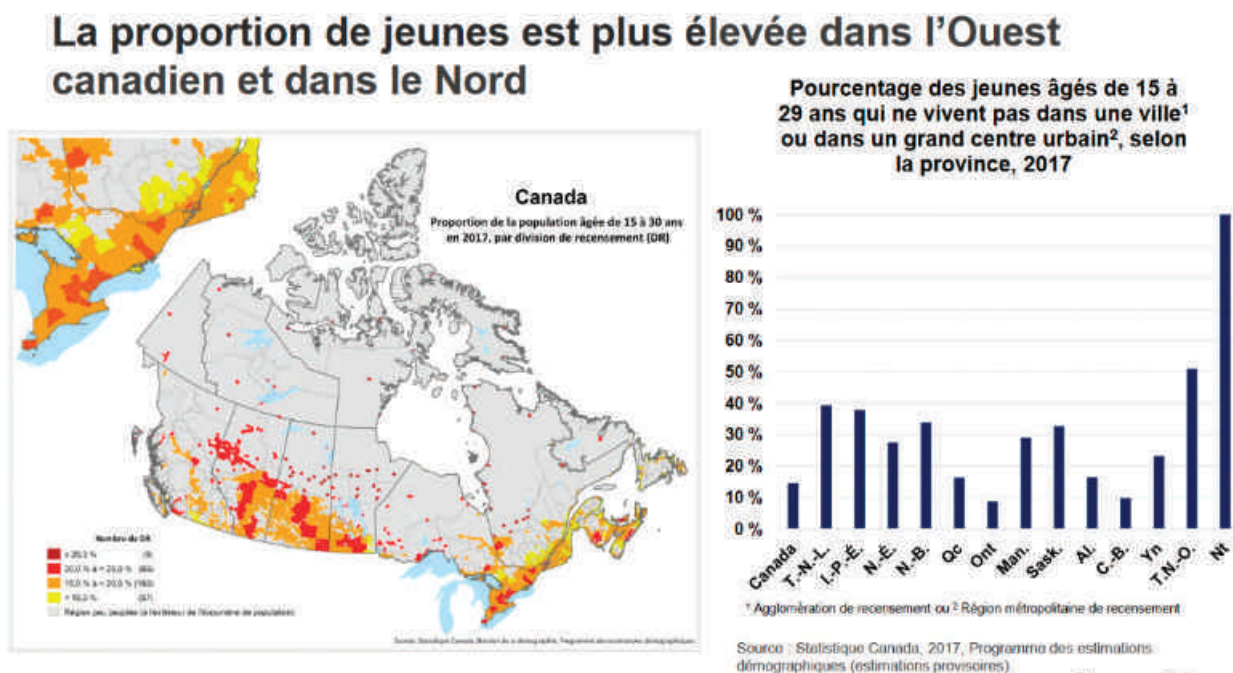 La proportion de jeunes est plus élevée dans l'Ouest
canadien et dans le Nord
Canada
Proportion de la population âgée de 15 à 30 ans
en 2017, par division de recensement (DR)
Nombre de DR
Pourcentage des jeunes âgés de 15 à
29 ans qui ne vivent pas dans une ville¹
ou dans un grand centre urbain², selon
la province, 2017
100 %
90 %
80 %
70 %
60 %
50 %
40 %
30 %
20 %
10 %
0 %
Canada
T.-N.-L.
I.-P.-É.
N.-É.
N.-B.
Qc
Ont
Man.
Sask.
Al.
C.-B.
Yn
T.N.-O.
Nt
¹ Agglomération de recensement ou ² Région métropolitaine de recensement
Source : Statistique Canada, 2017, Programme des estimations
démographiques (estimations provisoires)